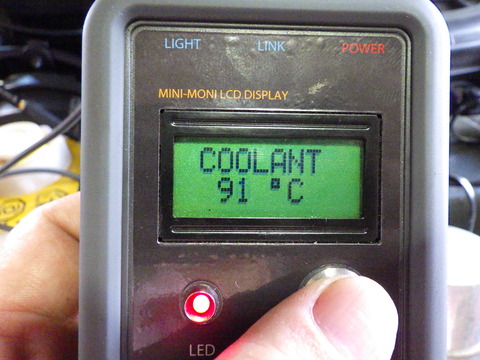 LIGHT LINK POWER
MINI-MONI LCD DISPLAY
COOLANT
91 °C
LED